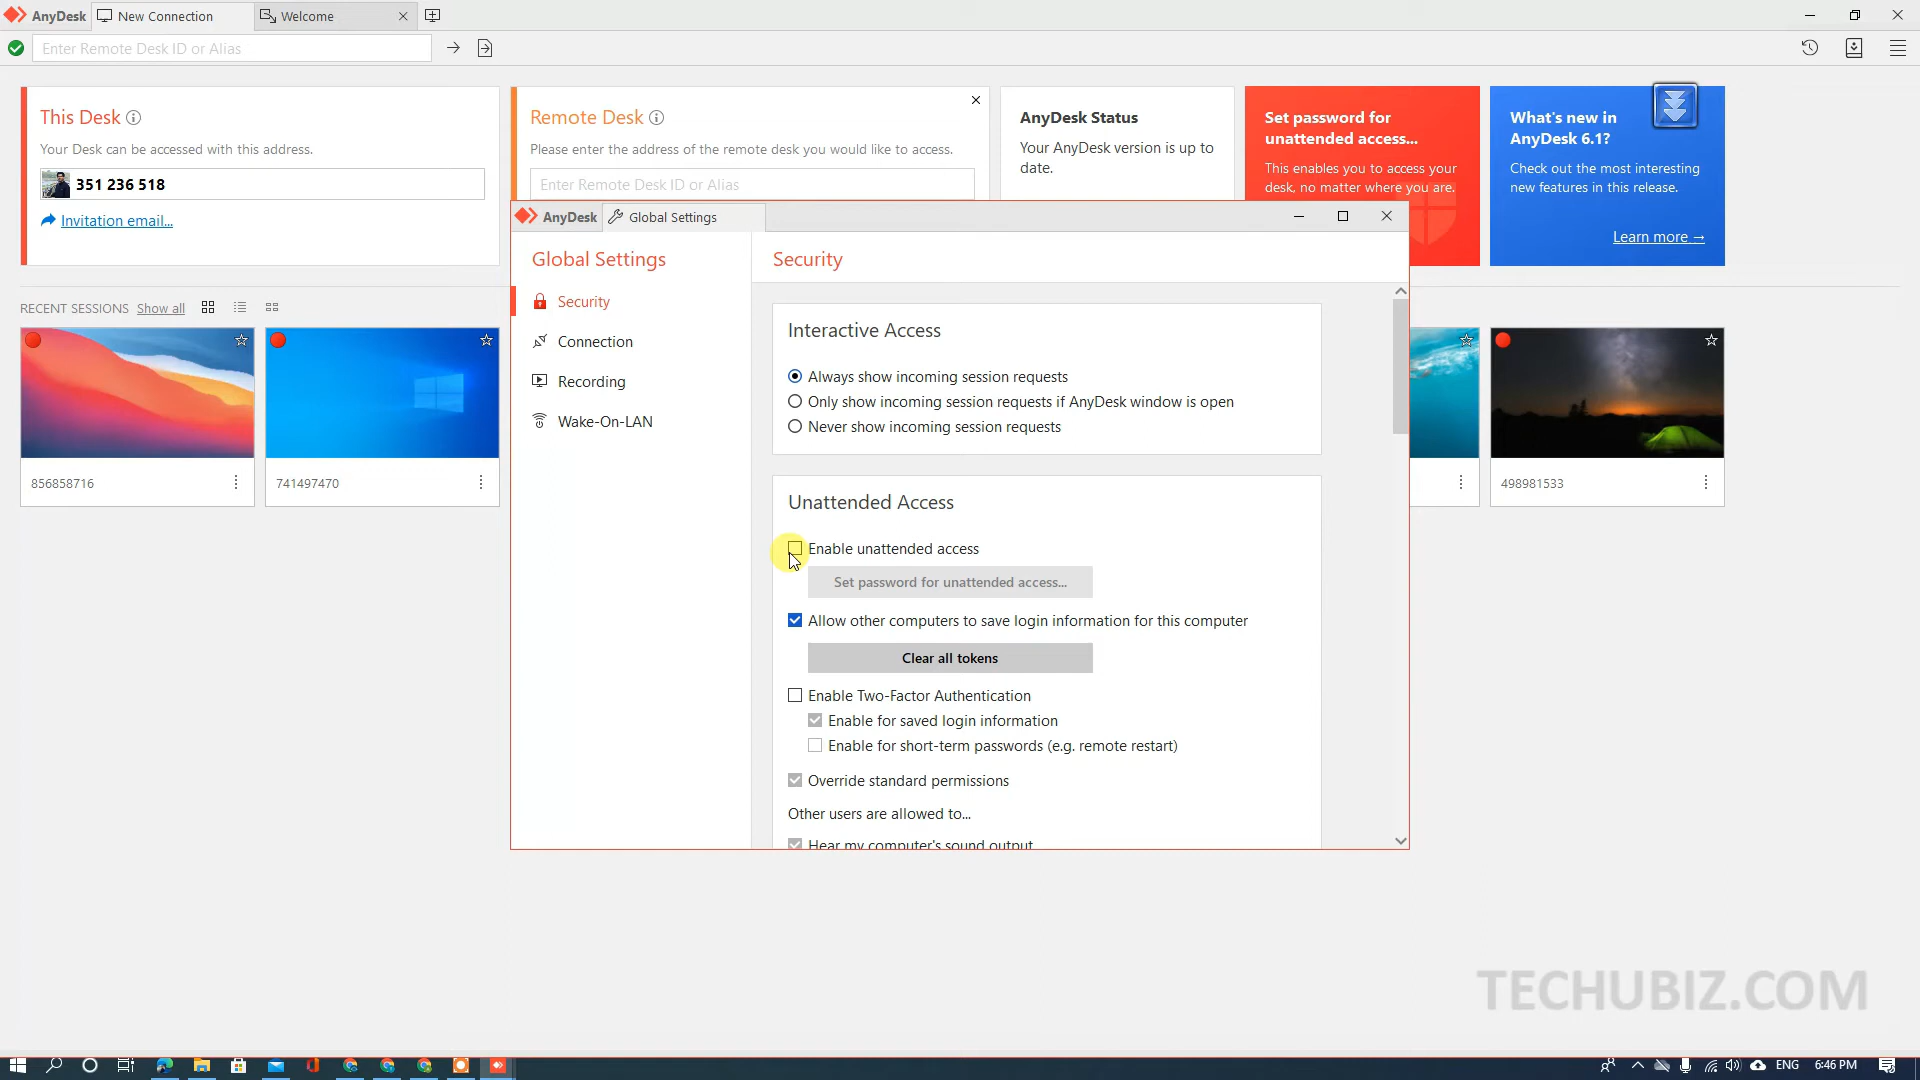 AnyDesk
New Connection
Welcome
Enter Remote Desk ID or Alias
This Desk
Your Desk can be accessed with this address.
351 236 518
Invitation email...
Remote Desk
Please enter the address of the remote desk you would like to access.
Enter Remote Desk ID or Alias
AnyDesk Status
Your AnyDesk version is up to
date.
Set password for
unattended access...
This enables you to access your
desk, no matter where you are.
What's new in
AnyDesk 6.1?
Check out the most interesting
new features in this release.
Learn more →
RECENT SESSIONS Show all
856858716
741497470
498981533
AnyDesk
Global Settings
Global Settings
Security
Connection
Recording
Wake-On-LAN
Security
Interactive Access
Always show incoming session requests
Only show incoming session requests if AnyDesk window is open
Never show incoming session requests
Unattended Access
Enable unattended access
Set password for unattended access...
Allow other computers to save login information for this computer
Clear all tokens
Enable Two-Factor Authentication
Enable for saved login information
Enable for short-term passwords (e.g. remote restart)
Override standard permissions
Other users are allowed to...
Hear my computer's sound output
TECHUBIZ.COM
ENG
6:46 PM